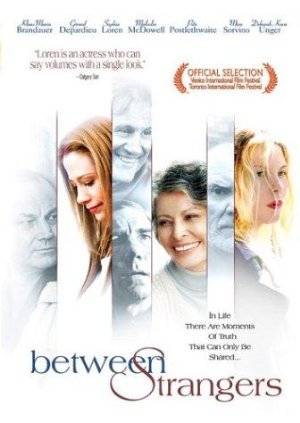 Klaus Maria Brandauer
Gérard Depardieu
Sophia Loren
Malcolm McDowell
Pete Postlethwaite
Mira Sorvino
Deborah Kara Unger
"Loren is an actress who can
say volumes with a single look."
- Calgary Sun
OFFICIAL SELECTION
Venice International Film Festival
Toronto International Film Festival
In Life
There Are Moments
Of Truth
That Can Only Be
Shared...
between
Strangers